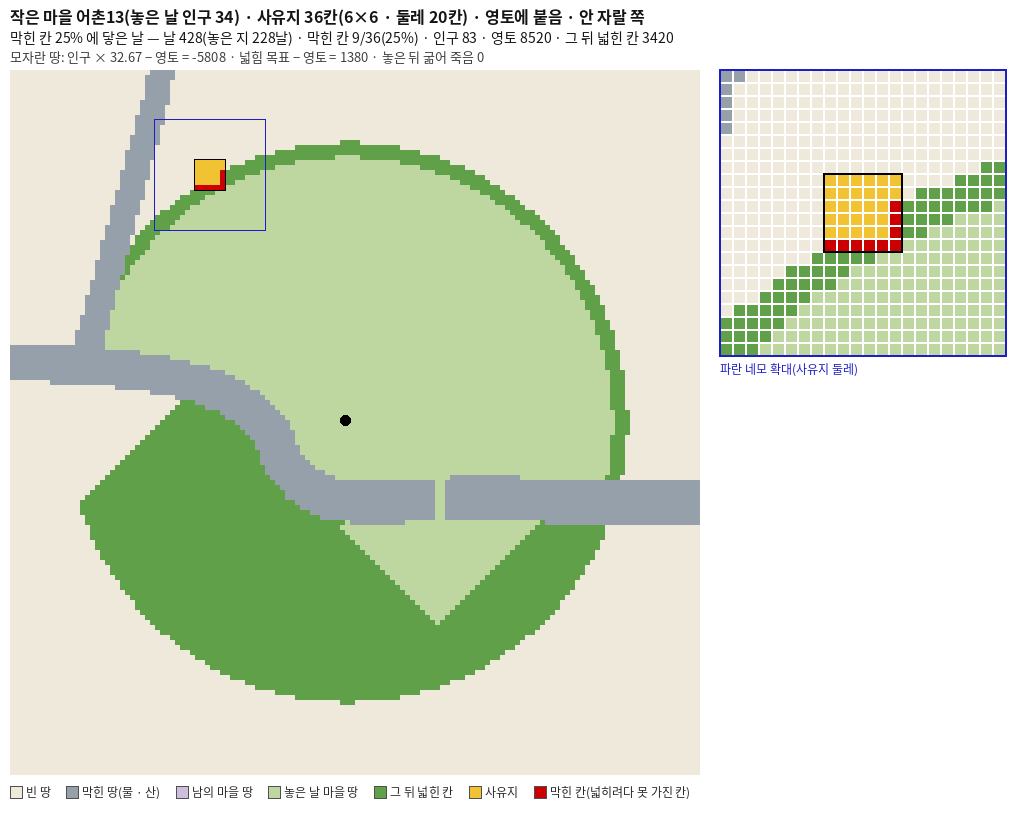 작은 마을 어촌13(놓은 날 인구 34) · 사유지 36칸(6×6 · 둘레 20칸) · 영토에 붙음 · 안 자랄 쪽
막힌 칸 25% 에 닿은 날 — 날 428(놓은 지 228날) · 막힌 칸 9/36(25%) · 인구 83 · 영토 8520 · 그 뒤 넓힌 칸 3420
모자란 땅: 인구 × 32.67 − 영토 = -5808 · 넓힘 목표 − 영토 = 1380 · 놓은 뒤 굶어 죽음 0
파란 네모 확대(사유지 둘레)
빈 땅 막힌 땅(물 · 산) 남의 마을 땅 놓은 날 마을 땅 그 뒤 넓힌 칸 사유지 막힌 칸(넓히려다 못 가진 칸)